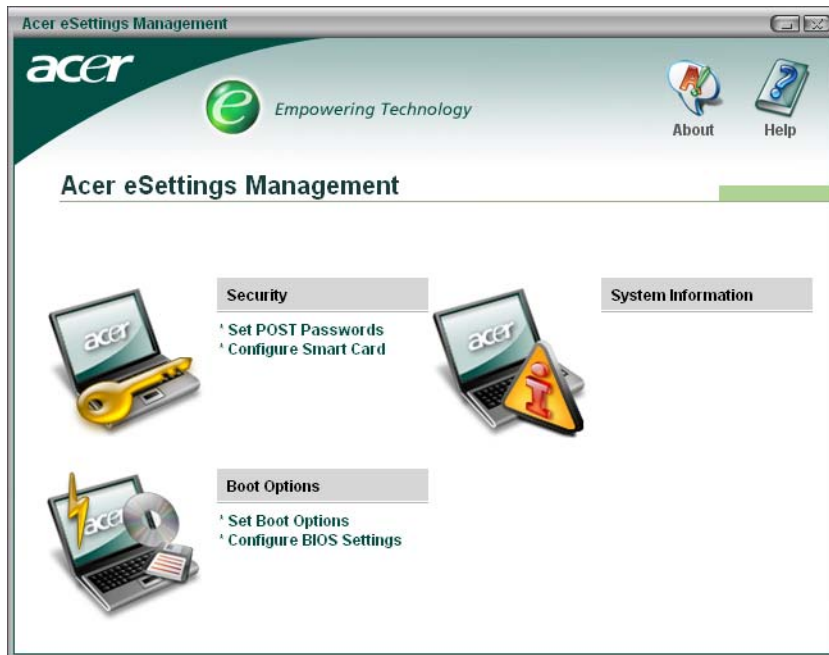 Acer eSettings Management
acer
e Empowering Technology
About
Help
Acer eSettings Management
Security
* Set POST Passwords
* Configure Smart Card
acer
System Information
acer
i
Boot Options
* Set Boot Options
* Configure BIOS Settings
acer